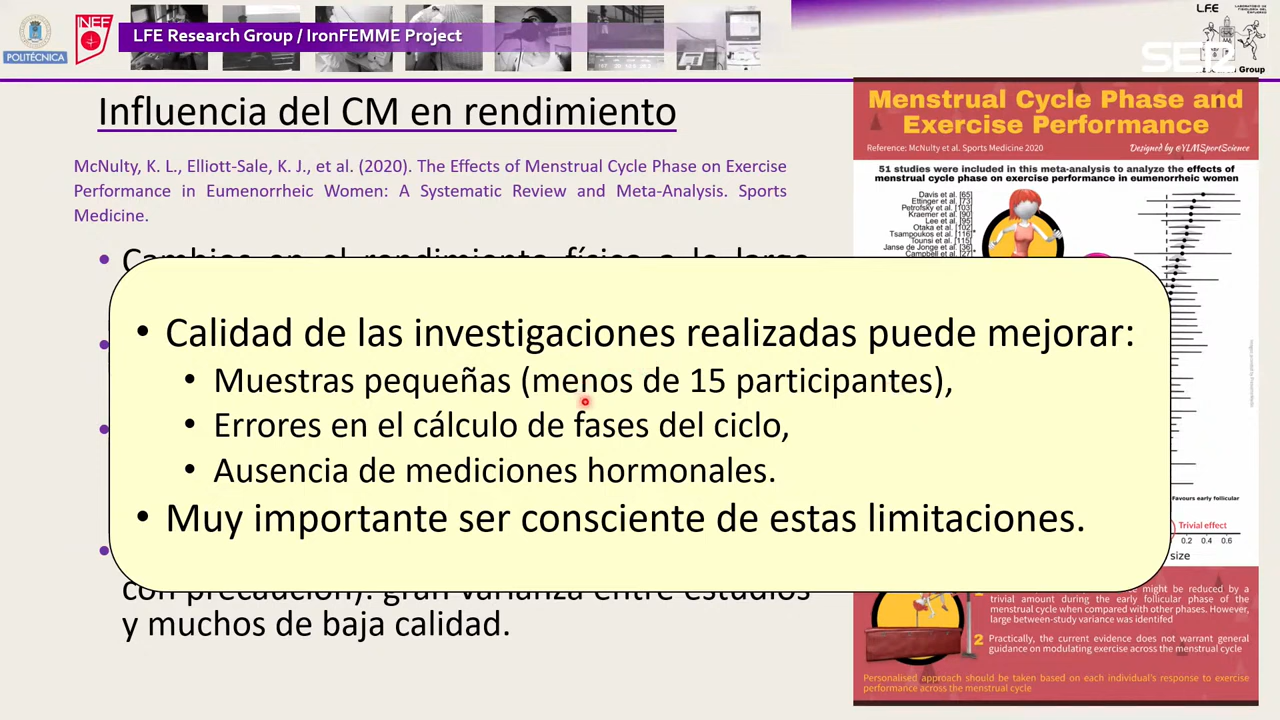 POLITÉCNICA
INEF
LFE Research Group / IronFEMME Project
LFE
SER
Group
Influencia del CM en rendimiento
McNulty, K. L., Elliott-Sale, K. J., et al. (2020). The Effects of Menstrual Cycle Phase on Exercise
Performance in Eumenorrheic Women: A Systematic Review and Meta-Analysis. Sports
Medicine.
• Cambios en el rendimiento físico a lo largo
• Calidad de las investigaciones realizadas puede mejorar:
• Muestras pequeñas (menos de 15 participantes),
• Errores en el cálculo de fases del ciclo,
• Ausencia de mediciones hormonales.
• Muy importante ser consciente de estas limitaciones.
con precaución): gran varianza entre estudios
y muchos de baja calidad.
Menstrual Cycle Phase and
Exercise Performance
Reference: McNulty et al. Sports Medicine 2020
Designed by @YLMSportScience
51 studies were included in this meta-analysis to analyze the effects of
menstrual cycle phase on exercise performance in eumenorrheic women
Davis et al. [65]
Ettinger et al. [73]
Petrofsky et al. [103]
Kraemer et al. [90]
Lee et al. [95]
Otaka et al. [102]
Tsampoukos et al. [116]
Tounsi et al. [115]
Janse de Jonge et al. [36]
Campbell et al. [27]
Favours early follicular
Trivial effect
0.2 0.4 0.6
size
might be reduced by a
trivial amount during the early follicular phase of the
menstrual cycle when compared with other phases. However,
large between-study variance was identifed
2 Practically, the current evidence does not warrant general
guidance on modulating exercise across the menstrual cycle
Personalised approach should be taken based on each individual's response to exercise
performance across the menstrual cycle